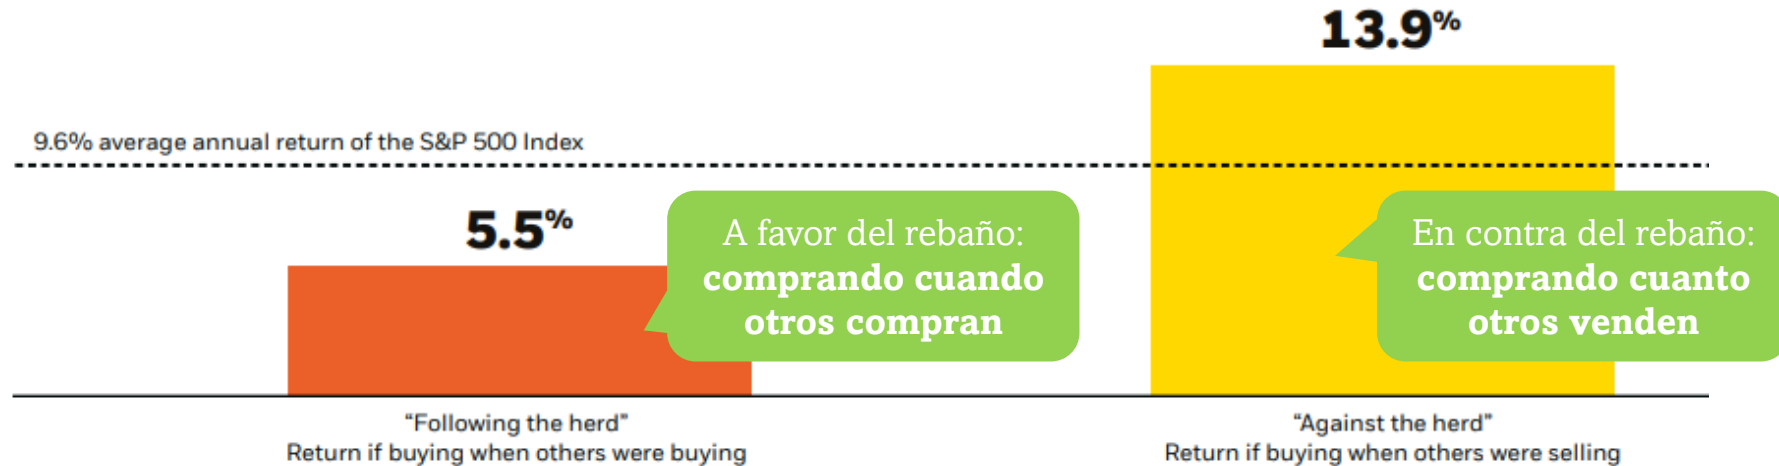 13.9%
9.6% average annual return of the S&P 500 Index
5.5%
A favor del rebaño:
comprando cuando
otros compran
En contra del rebaño:
comprando cuanto
otros venden
“Following the herd”
Return if buying when others were buying
“Against the herd”
Return if buying when others were selling